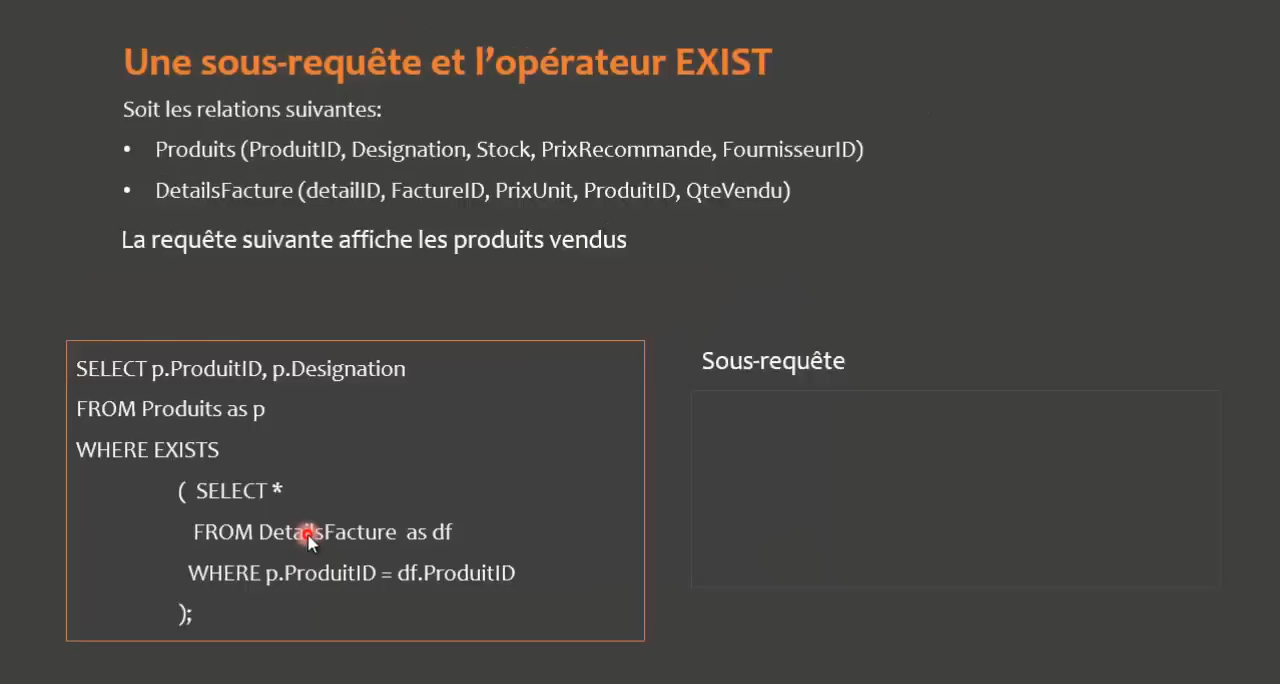 Une sous-requête et l’opérateur EXIST
Soit les relations suivantes:
• Produits (ProduitID, Designation, Stock, PrixRecommande, FournisseurID)
• DetailsFacture (detailID, FactureID, PrixUnit, ProduitID, QteVendu)
La requête suivante affiche les produits vendus
SELECT p.ProduitID, p.Designation
FROM Produits as p
WHERE EXISTS
( SELECT *
FROM DetailsFacture as df
WHERE p.ProduitID = df.ProduitID
);
Sous-requête